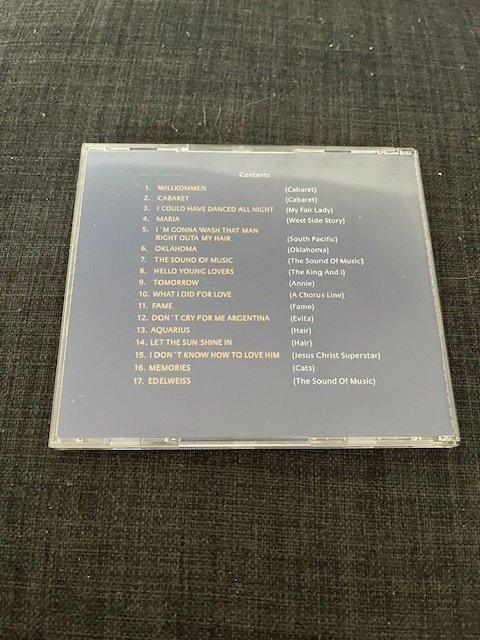 Contents
1. WILLKOMMEN (Cabaret)
2. CABARET (Cabaret)
3. I COULD HAVE DANCED ALL NIGHT (My Fair Lady)
4. MARIA (West Side Story)
5. I´M GONNA WASH THAT MAN
RIGHT OUTA MY HAIR (South Pacific)
6. OKLAHOMA (Oklahoma)
7. THE SOUND OF MUSIC (The Sound Of Music)
8. HELLO YOUNG LOVERS (The King And I)
9. TOMORROW (Annie)
10. WHAT I DID FOR LOVE (A Chorus Line)
11. FAME (Fame)
12. DON´T CRY FOR ME ARGENTINA (Evita)
13. AQUARIUS (Hair)
14. LET THE SUN SHINE IN (Hair)
15. I DON´T KNOW HOW TO LOVE HIM (Jesus Christ Superstar)
16. MEMORIES (Cats)
17. EDELWEISS (The Sound Of Music)